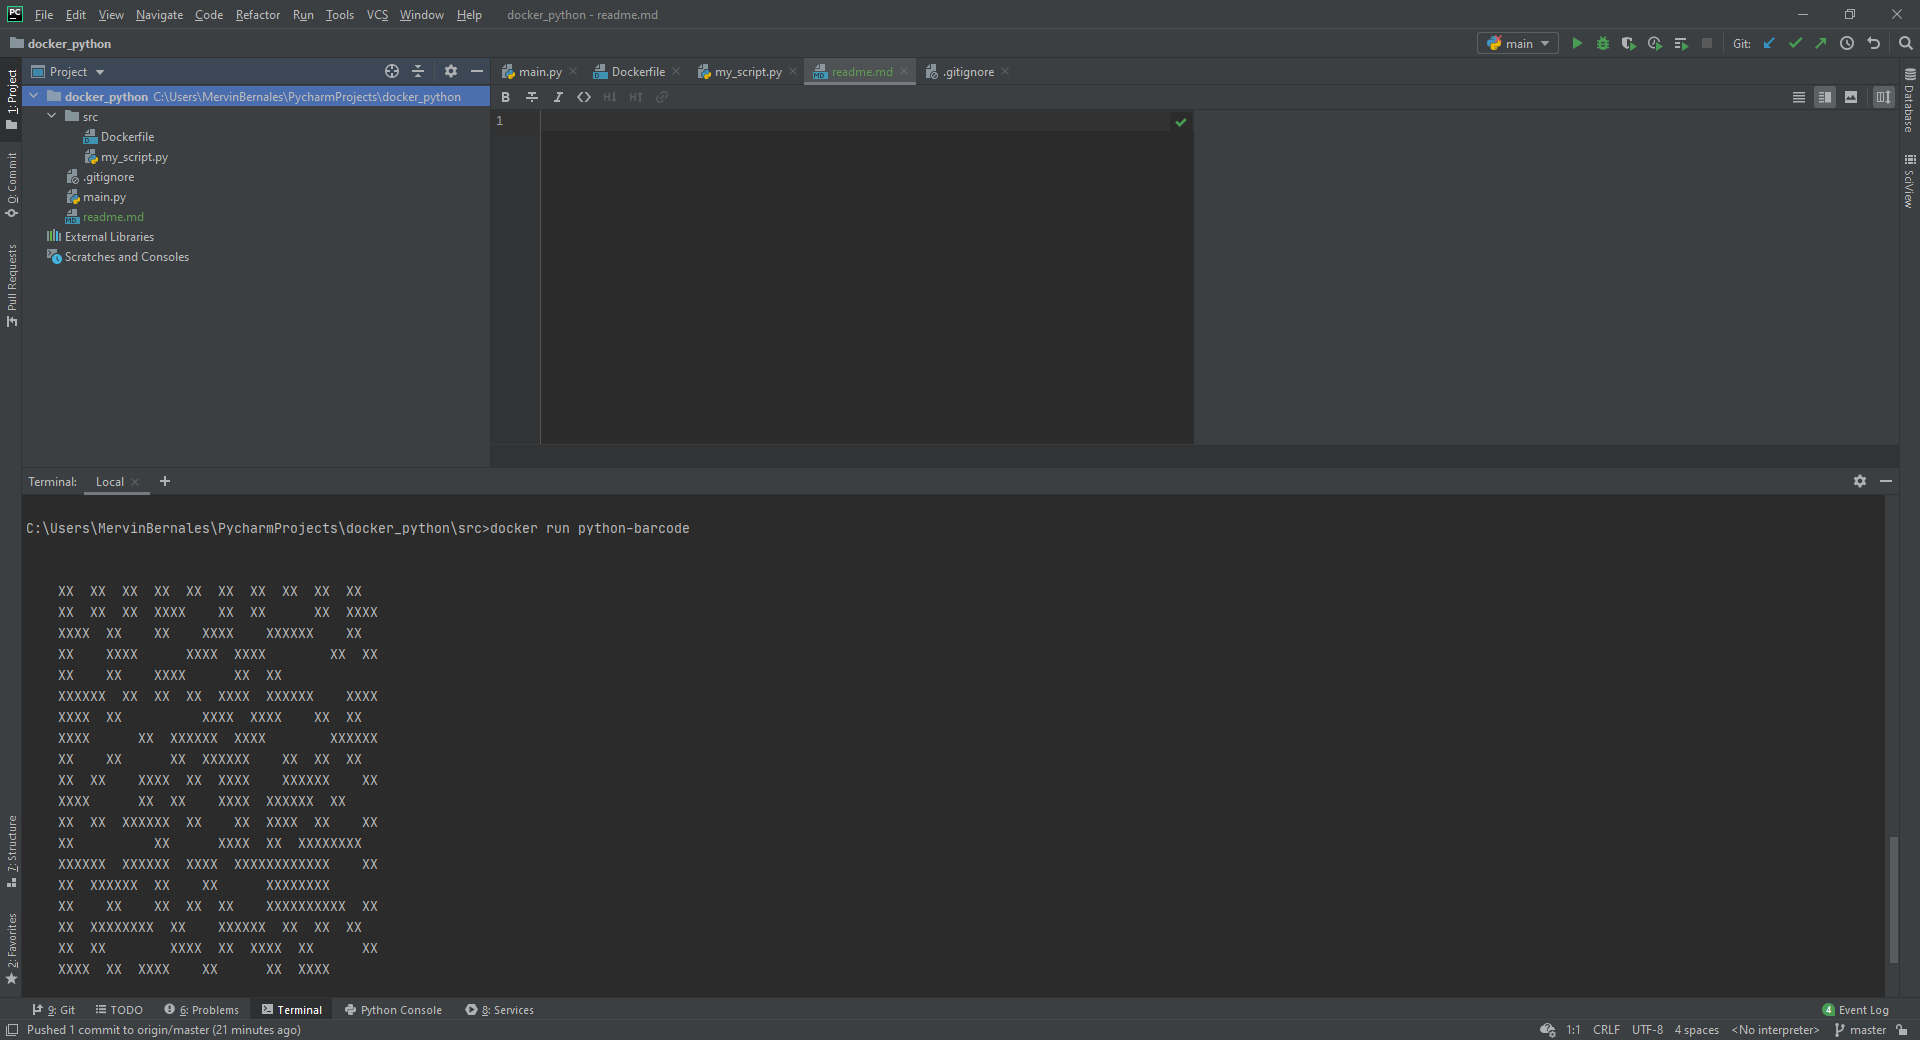 PC File Edit View Navigate Code Refactor Run Tools VCS Window Help docker_python - readme.md
docker_python main Git:
1: Project
0: Commit
Pull Requests
7: Structure
2: Favorites
Project
docker_python C:\Users\MervinBernales\PycharmProjects\docker_python
src
Dockerfile
my_script.py
.gitignore
main.py
readme.md
External Libraries
Scratches and Consoles
main.py Dockerfile my_script.py readme.md .gitignore
B I H↓ H↑
1
Database
SciView
Terminal: Local +
C:\Users\MervinBernales\PycharmProjects\docker_python\src>docker run python-barcode
XX  XX  XX  XX  XX  XX  XX  XX  XX  XX
XX  XX  XX  XXXX    XX  XX      XX  XXXX
XXXX  XX    XX    XXXX    XXXXXX    XX
XX    XXXX      XXXX  XXXX        XX  XX
XX    XX    XXXX      XX  XX
XXXXXX  XX  XX  XX  XXXX  XXXXXX    XXXX
XXXX  XX          XXXX  XXXX    XX  XX
XXXX      XX  XXXXXX  XXXX        XXXXXX
XX    XX      XX  XXXXXX    XX  XX  XX
XX  XX    XXXX  XX  XXXX    XXXXXX    XX
XXXX      XX  XX    XXXX  XXXXXX  XX
XX  XX  XXXXXX  XX    XX  XXXX  XX    XX
XX          XX      XXXX  XX  XXXXXXXX
XXXXXX  XXXXXX  XXXX  XXXXXXXXXXXX    XX
XX  XXXXXX  XX    XX      XXXXXXXX
XX    XX    XX  XX  XX    XXXXXXXXXX  XX
XX  XXXXXXXX  XX    XXXXXX  XX  XX  XX
XX  XX        XXXX  XX  XXXX  XX      XX
XXXX  XX  XXXX    XX      XX  XXXX
9: Git TODO 6: Problems Terminal Python Console 8: Services 4 Event Log
Pushed 1 commit to origin/master (21 minutes ago) 1:1 CRLF UTF-8 4 spaces <No interpreter> master